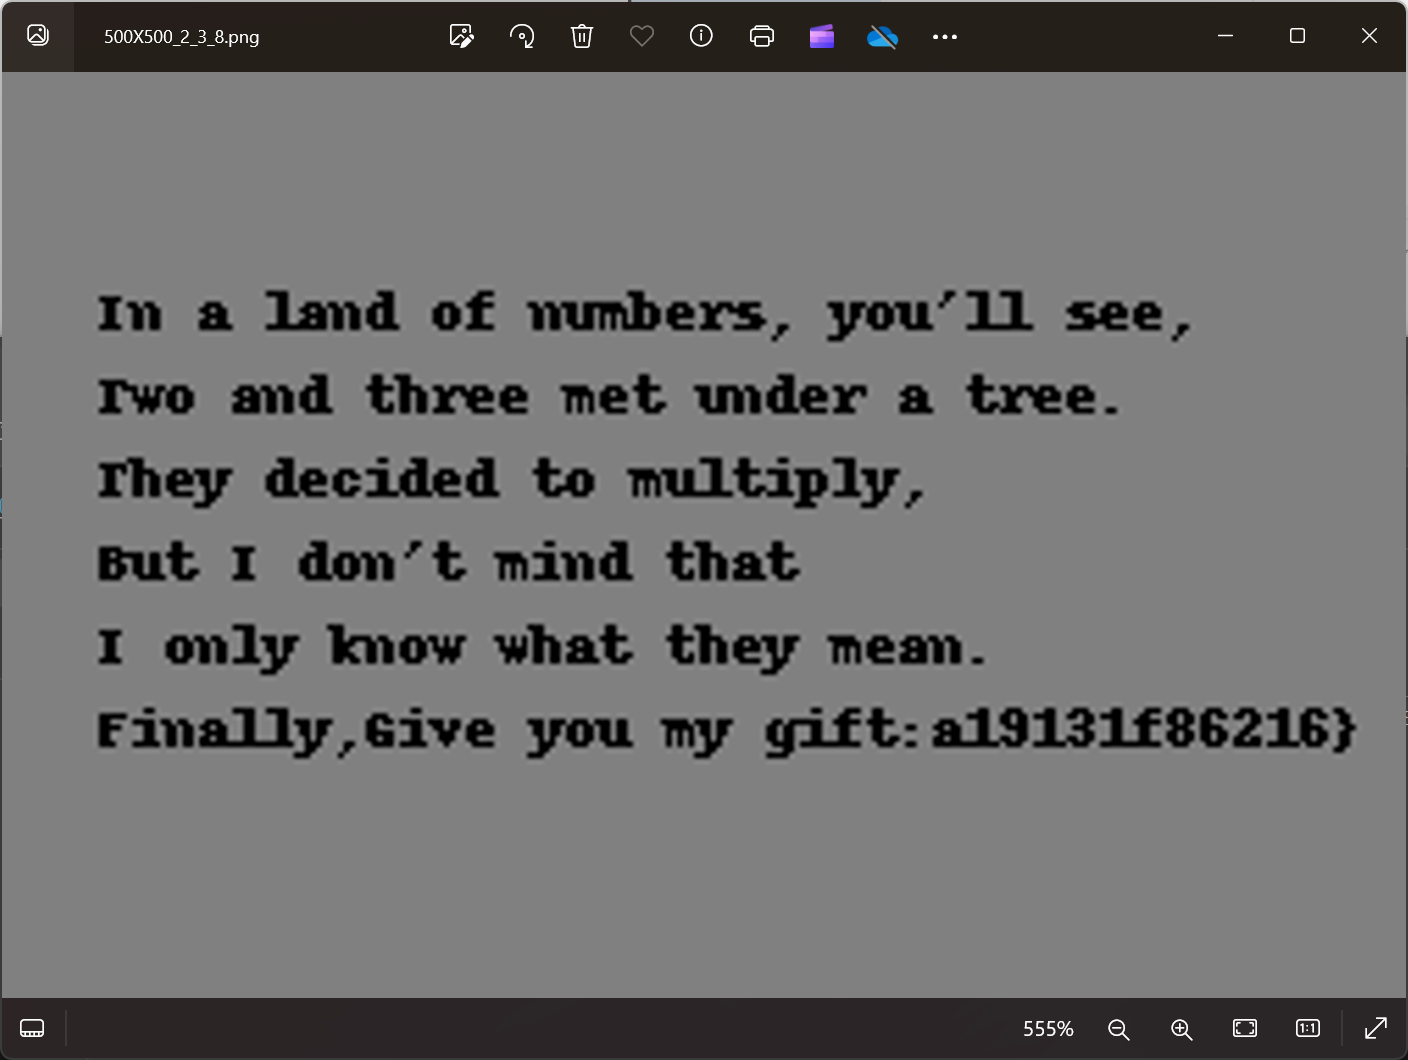 500X500_2_3_8.png
In a land of numbers, you'll see,
Two and three met under a tree.
They decided to multiply,
But I don't mind that
I only know what they mean.
Finally,Give you my gift:a19131f86216}
555%
1:1